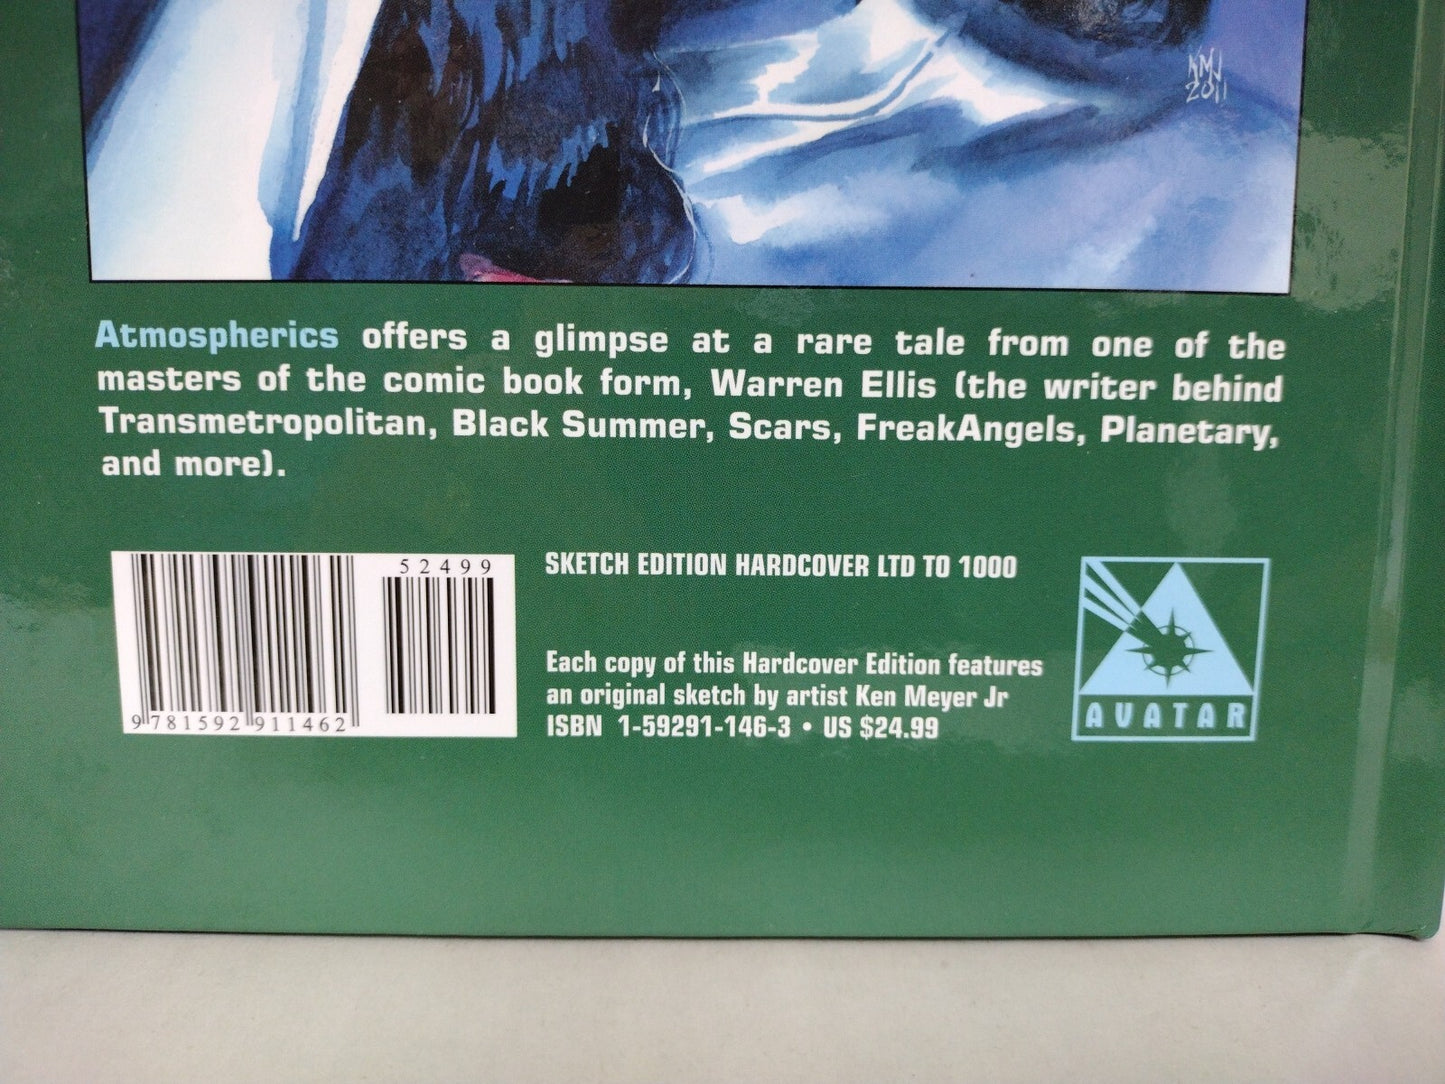 KMJ
2011
Atmospherics offers a glimpse at a rare tale from one of the
masters of the comic book form, Warren Ellis (the writer behind
Transmetropolitan, Black Summer, Scars, FreakAngels, Planetary,
and more).
52499
9 781592 911462
SKETCH EDITION HARDCOVER LTD TO 1000
Each copy of this Hardcover Edition features
an original sketch by artist Ken Meyer Jr
ISBN 1-59291-146-3 • US $24.99
AVATAR